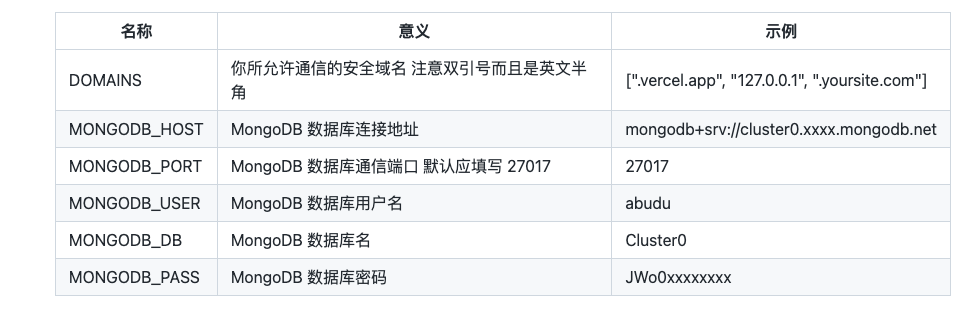 名称 意义 示例
DOMAINS 你所允许通信的安全域名 注意双引号而且是英文半
角 [".vercel.app", "127.0.0.1", ".yoursite.com"]
MONGODB_HOST MongoDB 数据库连接地址 mongodb+srv://cluster0.xxxx.mongodb.net
MONGODB_PORT MongoDB 数据库通信端口 默认应填写 27017 27017
MONGODB_USER MongoDB 数据库用户名 abudu
MONGODB_DB MongoDB 数据库名 Cluster0
MONGODB_PASS MongoDB 数据库密码 JWo0xxxxxxxx